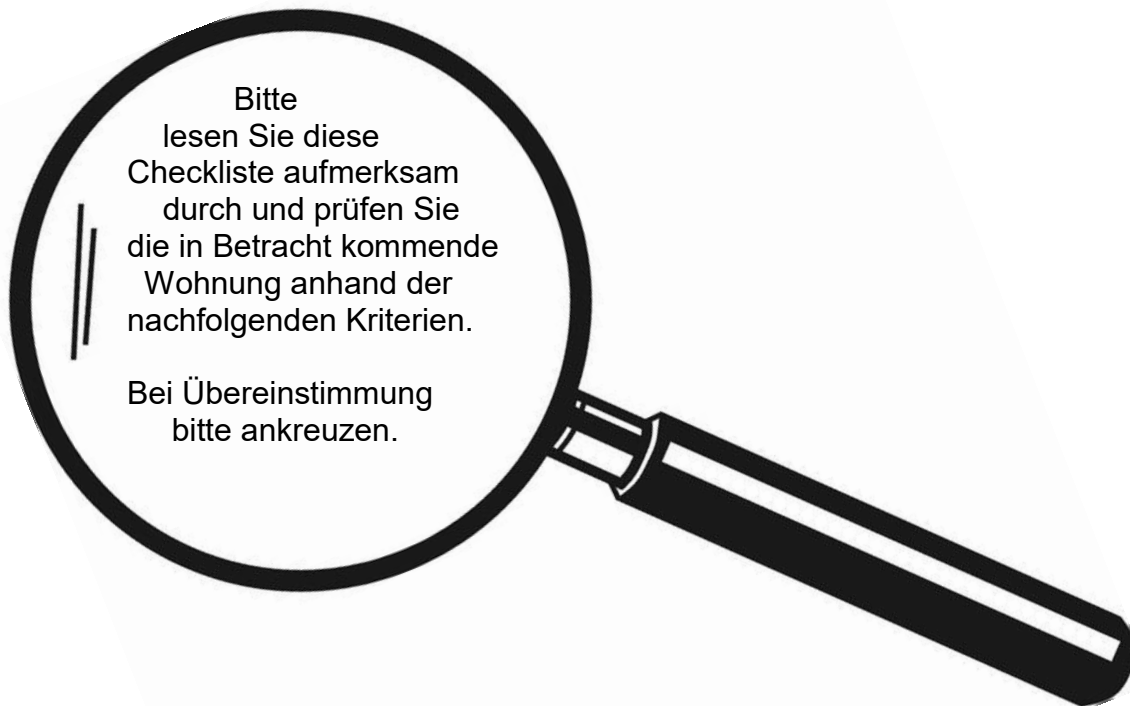 Bitte
lesen Sie diese
Checkliste aufmerksam
durch und prüfen Sie
die in Betracht kommende
Wohnung anhand der
nachfolgenden Kriterien.
Bei Übereinstimmung
bitte ankreuzen.